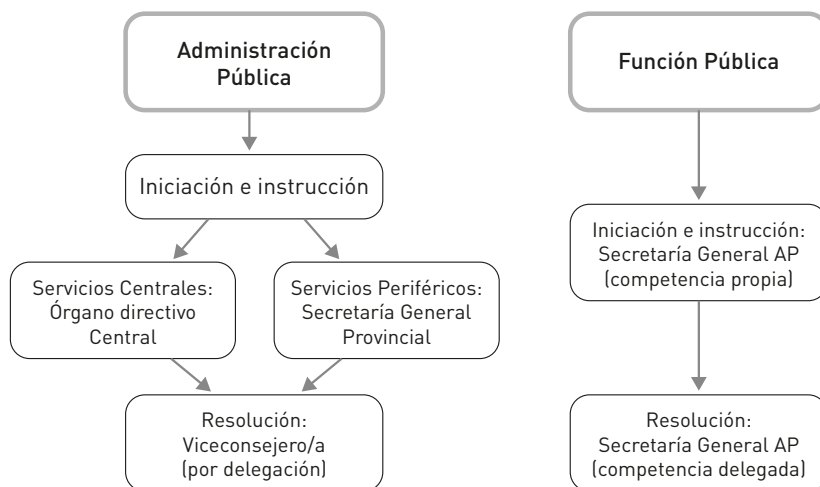 Administración
Pública
Función Pública
Iniciación e instrucción
Iniciación e instrucción:
Secretaría General AP
(competencia propia)
Servicios Centrales:
Órgano directivo
Central
Servicios Periféricos:
Secretaría General
Provincial
Resolución:
Viceconsejero/a
(por delegación)
Resolución:
Secretaría General AP
(competencia delegada)